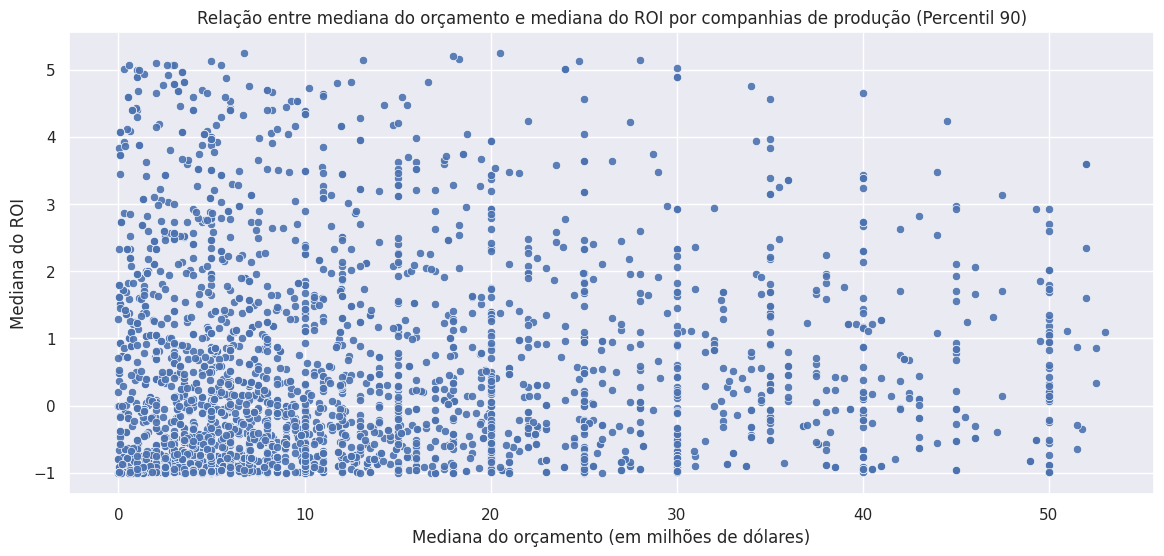 Relação entre mediana do orçamento e mediana do ROI por companhias de produção (Percentil 90)
Mediana do ROI
5
4
3
2
1
0
−1
0 10 20 30 40 50
Mediana do orçamento (em milhões de dólares)